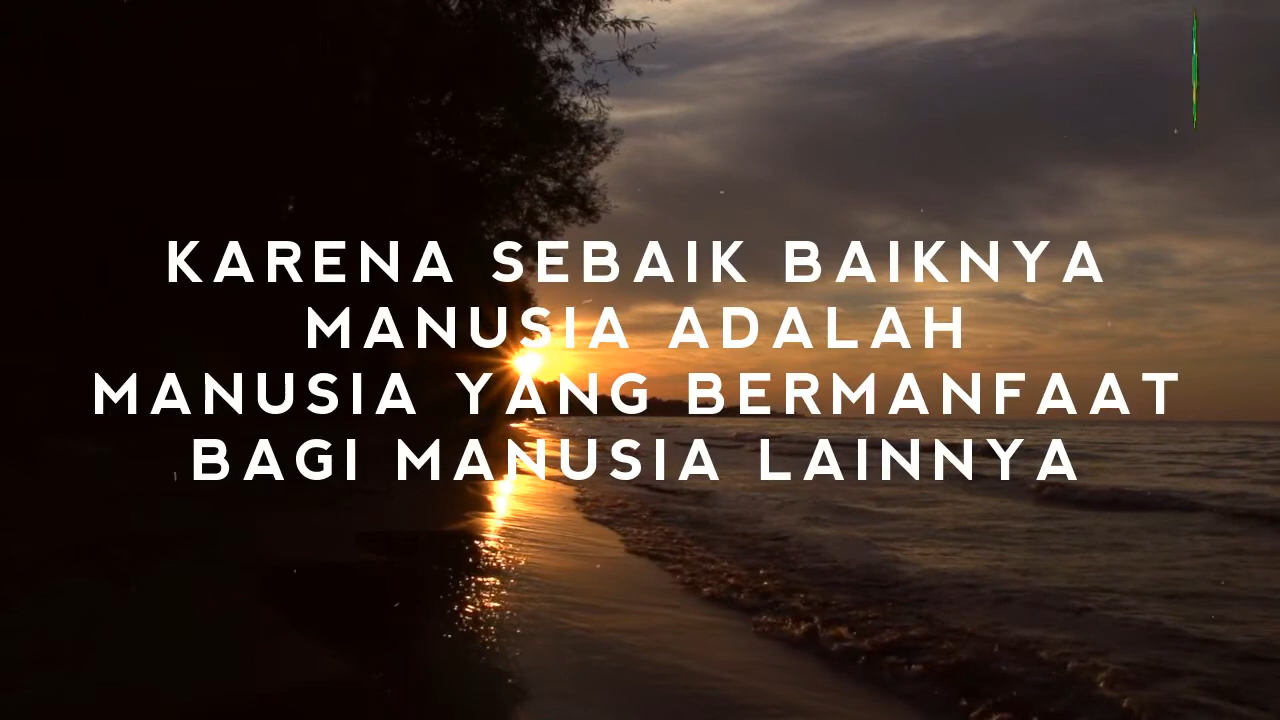 KARENA SEBAIK BAIKNYA
MANUSIA ADALAH
MANUSIA YANG BERMANFAAT
BAGI MANUSIA LAINNYA